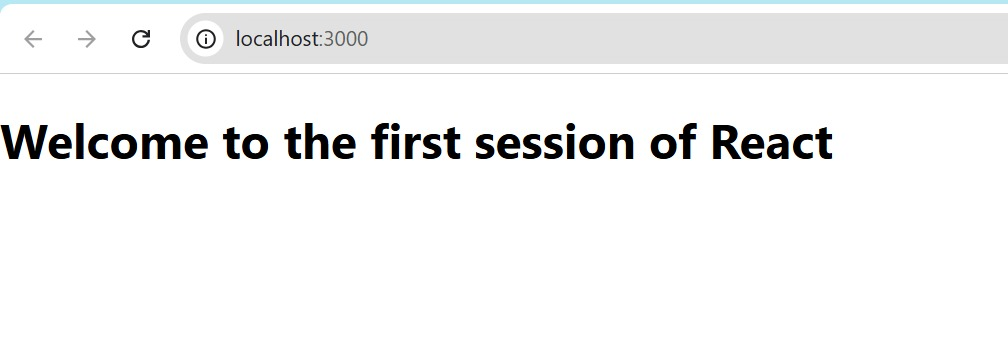 localhost:3000
Welcome to the first session of React